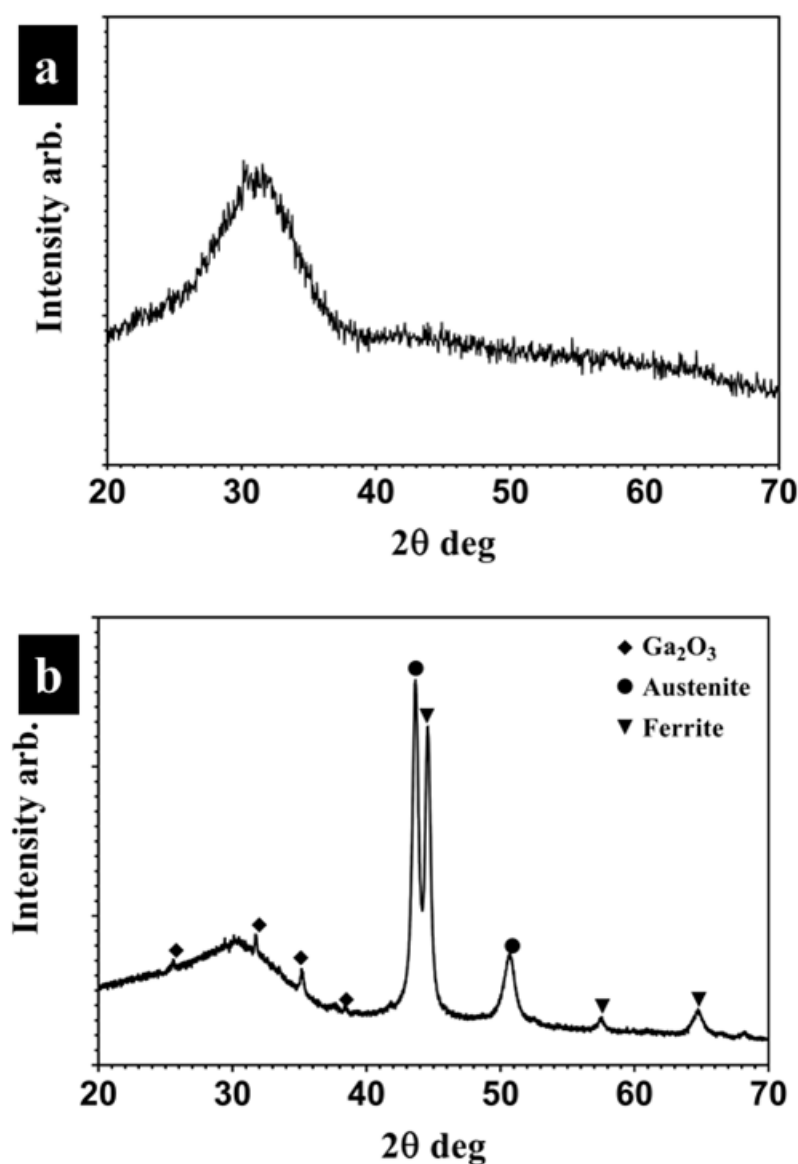 a
Intensity arb.
20 30 40 50 60 70
2θ deg
b
◆ Ga₂O₃
● Austenite
▼ Ferrite
Intensity arb.
20 30 40 50 60 70
2θ deg